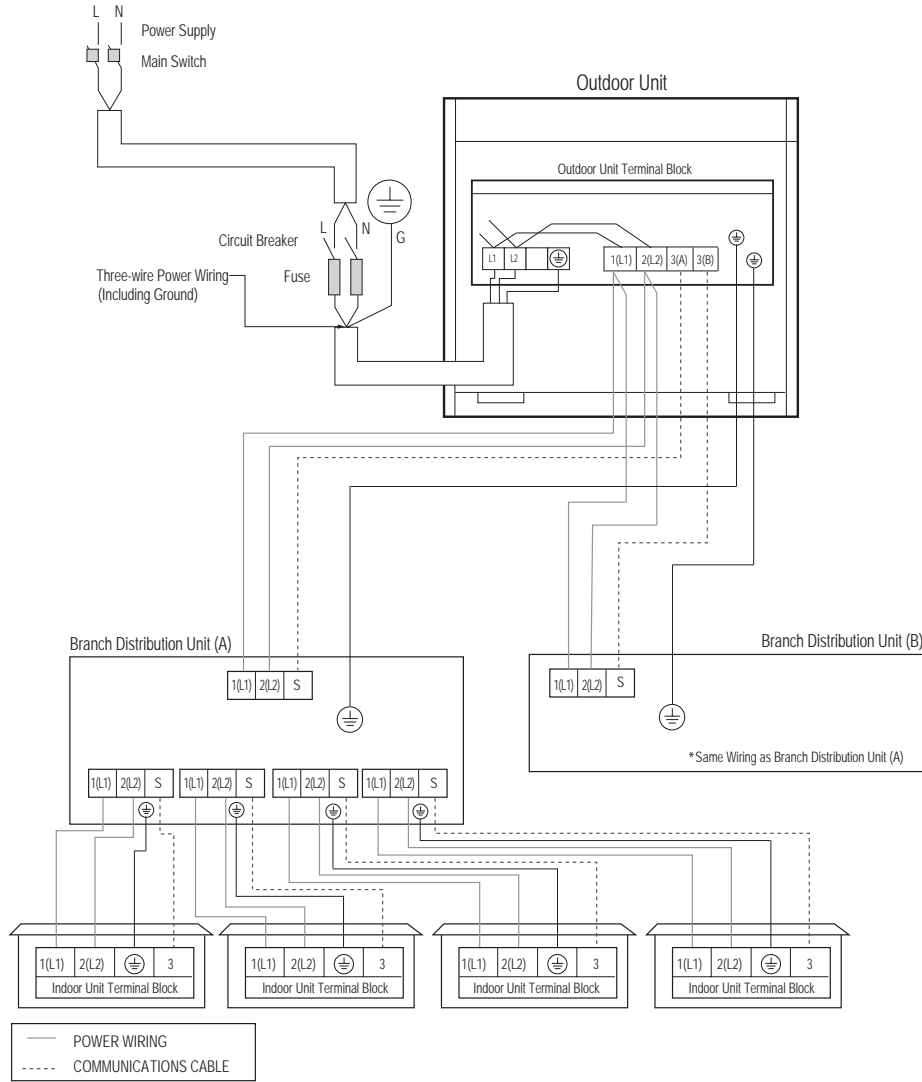 L N
Power Supply
Main Switch
Outdoor Unit
Outdoor Unit Terminal Block
L N
G
Circuit Breaker
Fuse
Three-wire Power Wiring
(Including Ground)
L1 L2
1(L1) 2(L2) 3(A) 3(B)
Branch Distribution Unit (A)
1(L1) 2(L2) S
1(L1) 2(L2) S
1(L1) 2(L2) S
1(L1) 2(L2) S
1(L1) 2(L2) S
Branch Distribution Unit (B)
1(L1) 2(L2) S
*Same Wiring as Branch Distribution Unit (A)
1(L1) 2(L2) 3
Indoor Unit Terminal Block
1(L1) 2(L2) 3
Indoor Unit Terminal Block
1(L1) 2(L2) 3
Indoor Unit Terminal Block
1(L1) 2(L2) 3
Indoor Unit Terminal Block
POWER WIRING
COMMUNICATIONS CABLE